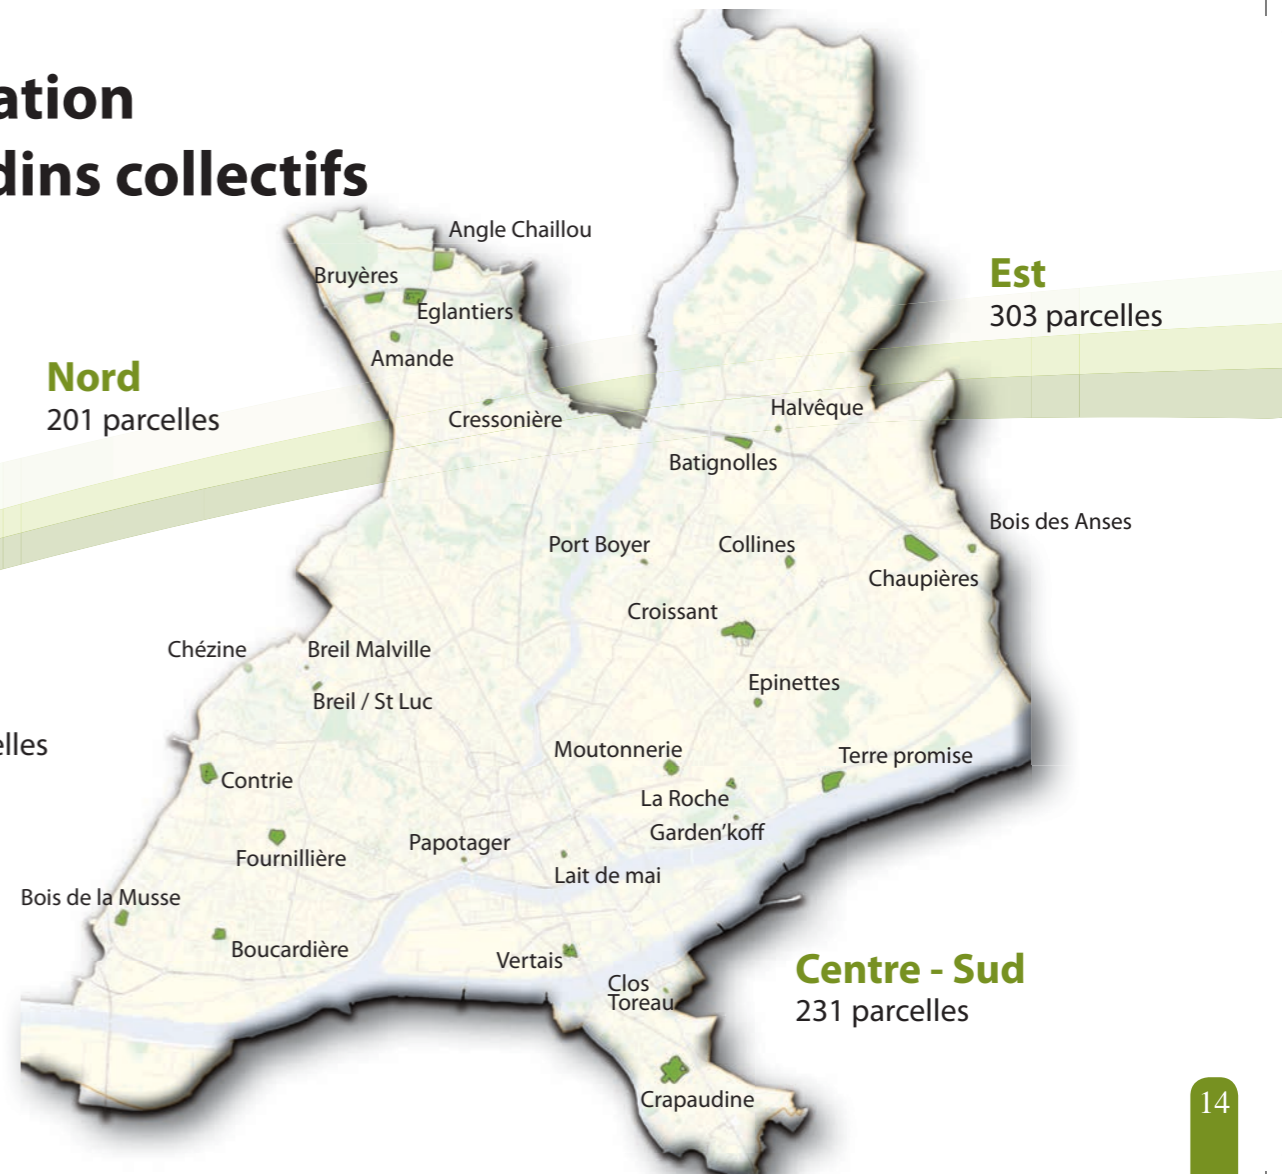 ation
dins collectifs
Angle Chaillou
Bruyères
Eglantiers
Amande
Cressonière
Nord
201 parcelles
Est
303 parcelles
Halvêque
Batignolles
Bois des Anses
Port Boyer
Collines
Chaupières
Croissant
Chézine
Breil Malville
Breil / St Luc
Epinettes
elles
Contrie
Moutonnerie
Terre promise
La Roche
Garden'koff
Fournillière
Papotager
Lait de mai
Bois de la Musse
Boucardière
Vertais
Clos
Toreau
Centre - Sud
231 parcelles
Crapaudine
14